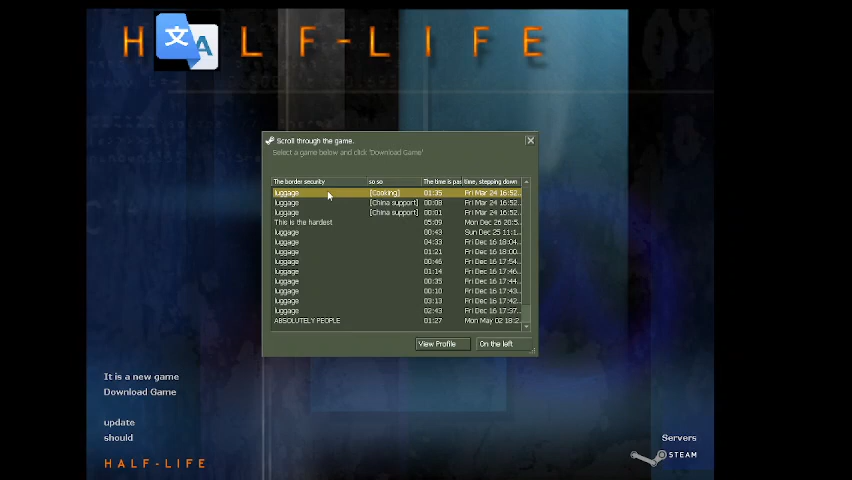 HALF-LIFE
文A
Scroll through the game.
Select a game below and click 'Download Game'
The border security so so The time is pas time, stepping down
luggage [Cooking] 01:35 Fri Mar 24 16:52...
luggage [China support] 00:08 Fri Mar 24 16:52...
luggage [China support] 00:01 Fri Mar 24 16:52...
This is the hardest 05:09 Mon Dec 26 20:5...
luggage 00:43 Sun Dec 25 11:1...
luggage 04:33 Fri Dec 16 18:04...
luggage 01:21 Fri Dec 16 18:00...
luggage 00:46 Fri Dec 16 17:54...
luggage 01:14 Fri Dec 16 17:46...
luggage 00:35 Fri Dec 16 17:44...
luggage 00:10 Fri Dec 16 17:43...
luggage 03:13 Fri Dec 16 17:42...
luggage 02:43 Fri Dec 16 17:37...
ABSOLUTELY PEOPLE 01:27 Mon May 02 18:2...
View Profile On the left
It is a new game
Download Game
update
should
Servers
HALF-LIFE
STEAM